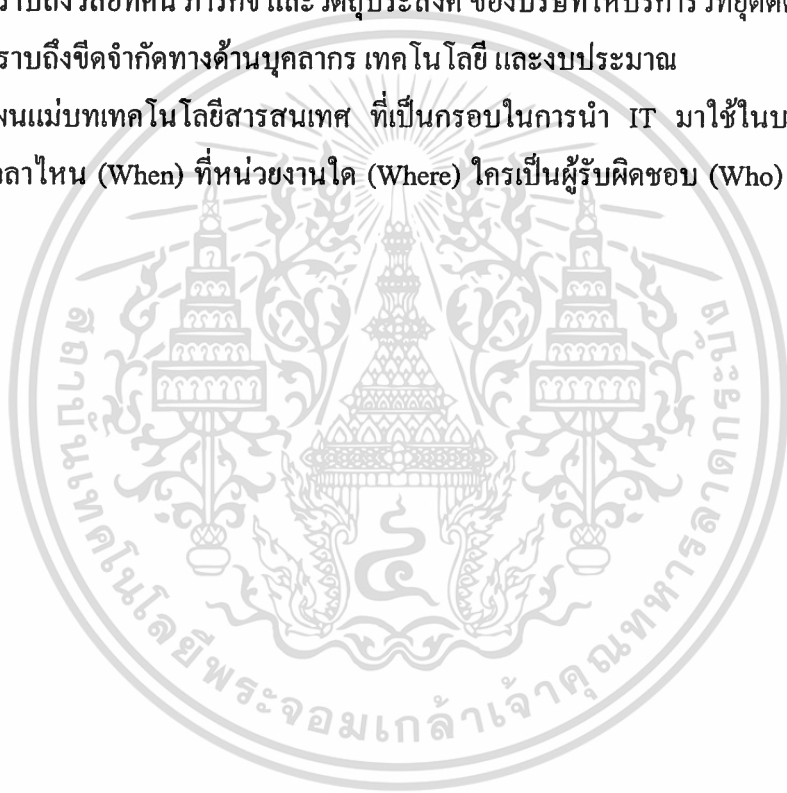 ราบถึงวิสัยทัศน์ ภารกิจ และวัตถุประสงค์ ของบริษัทให้บริการวิทยุติดต
ราบถึงขีดจำกัดทางด้านบุคลากร เทคโนโลยี และงบประมาณ
ผนแม่บทเทคโนโลยีสารสนเทศ ที่เป็นกรอบในการนำ IT มาใช้ในบ
วลาไหน (When) ที่หน่วยงานใด (Where) ใครเป็นผู้รับผิดชอบ (Who)
สถาบันเทคโนโลยีพระจอมเกล้าเจ้าคุณทหารลาดกระบัง